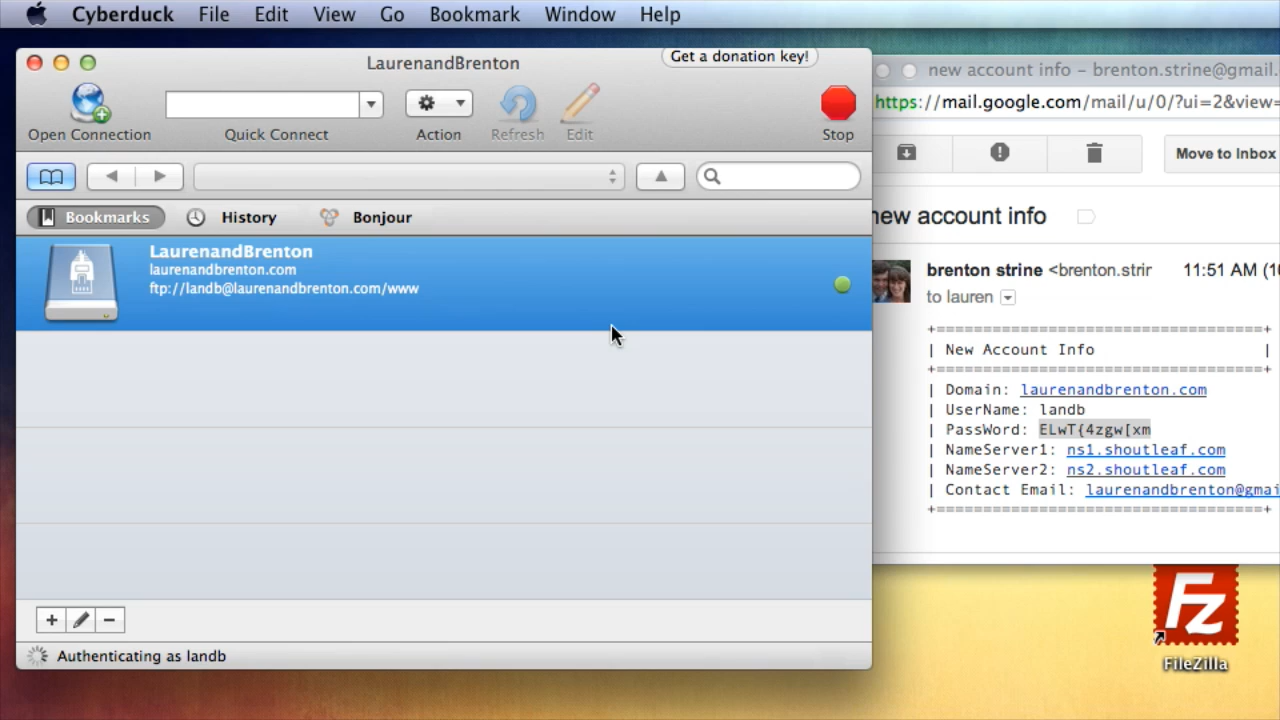 Cyberduck File Edit View Go Bookmark Window Help
LaurenandBrenton
Get a donation key!
Open Connection
Quick Connect
Action
Refresh
Edit
Stop
Bookmarks
History
Bonjour
LaurenandBrenton
laurenandbrenton.com
ftp://landb@laurenandbrenton.com/www
Authenticating as landb
new account info – brenton.strine@gmail.
https://mail.google.com/mail/u/0/?ui=2&view=
Move to Inbox
new account info
brenton strine <brenton.strir 11:51 AM (10
to lauren
+==================================+
| New Account Info |
+==================================+
| Domain: laurenandbrenton.com
| UserName: landb
| PassWord: ELwT{4zgw[xm
| NameServer1: ns1.shoutleaf.com
| NameServer2: ns2.shoutleaf.com
| Contact Email: laurenandbrenton@gmai
+==================================+
Fz
FileZilla